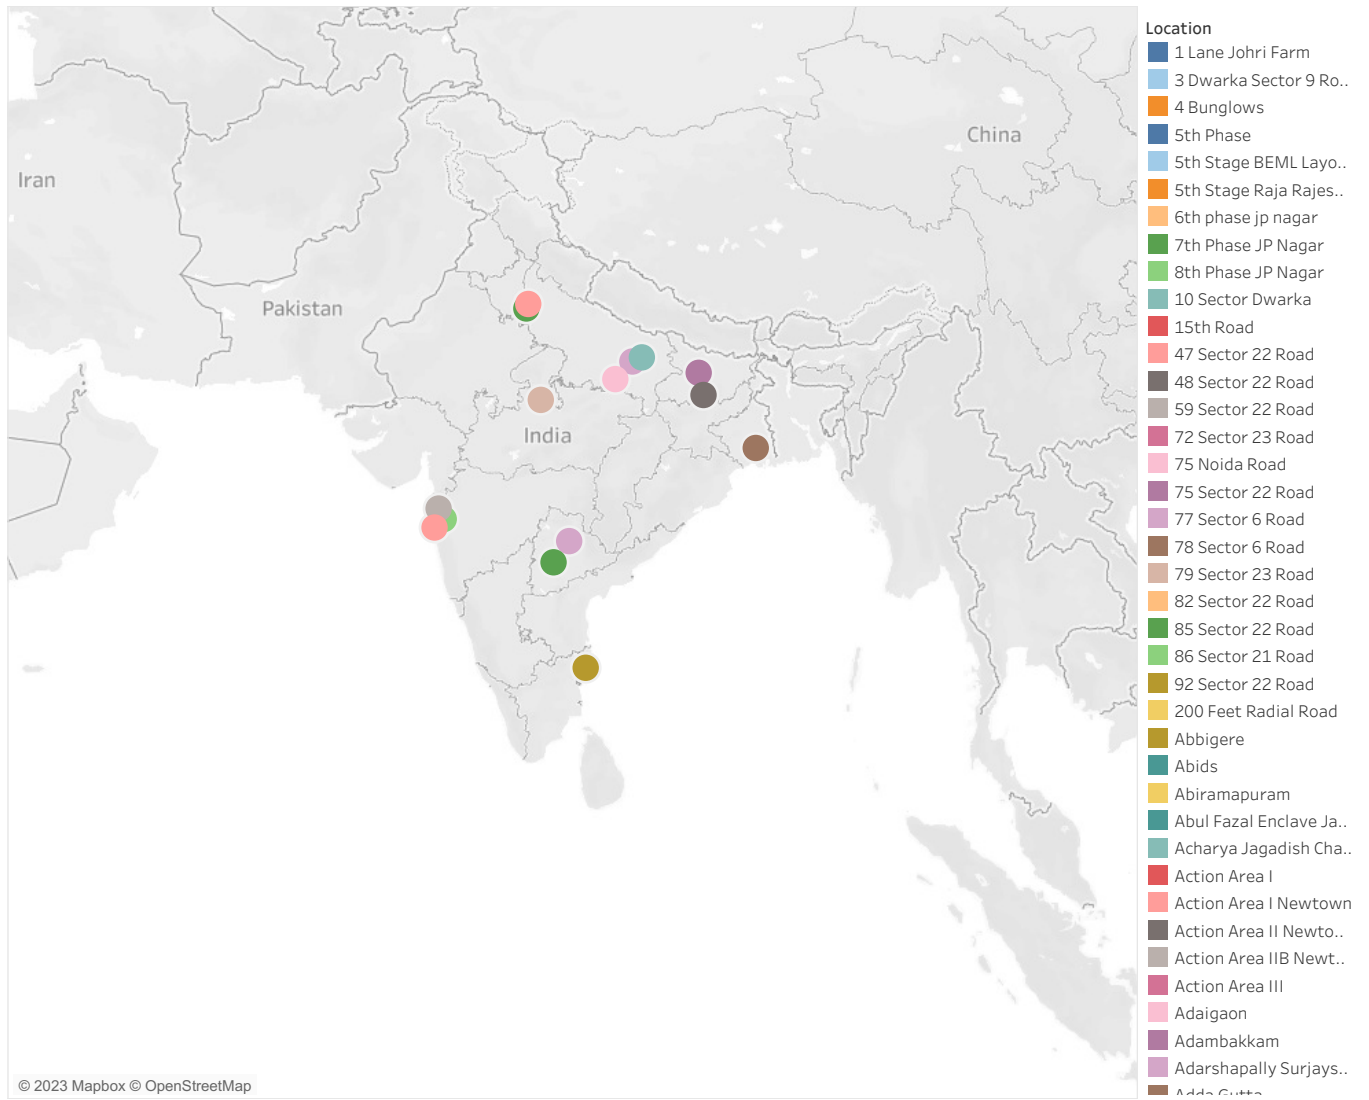 Iran
Pakistan
China
India
© 2023 Mapbox © OpenStreetMap
Location
1 Lane Johri Farm
3 Dwarka Sector 9 Ro..
4 Bunglows
5th Phase
5th Stage BEML Layo..
5th Stage Raja Rajes..
6th phase jp nagar
7th Phase JP Nagar
8th Phase JP Nagar
10 Sector Dwarka
15th Road
47 Sector 22 Road
48 Sector 22 Road
59 Sector 22 Road
72 Sector 23 Road
75 Noida Road
75 Sector 22 Road
77 Sector 6 Road
78 Sector 6 Road
79 Sector 23 Road
82 Sector 22 Road
85 Sector 22 Road
86 Sector 21 Road
92 Sector 22 Road
200 Feet Radial Road
Abbigere
Abids
Abiramapuram
Abul Fazal Enclave Ja..
Acharya Jagadish Cha..
Action Area I
Action Area I Newtown
Action Area II Newto..
Action Area IIB Newt..
Action Area III
Adaigaon
Adambakkam
Adarshapally Surjays..
Adda Gutta